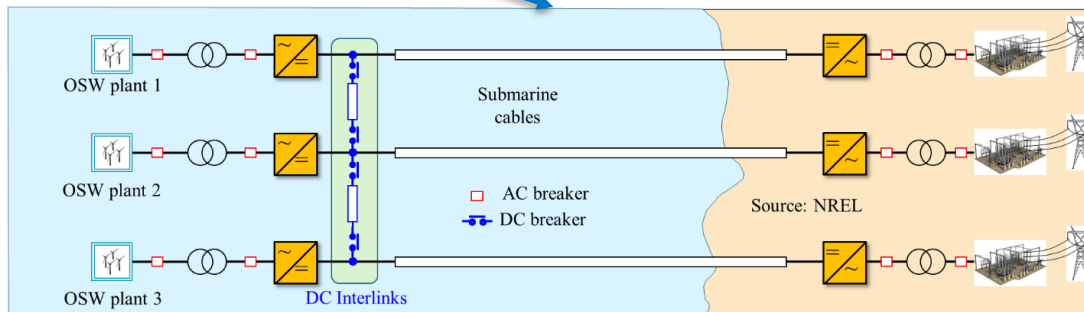 OSW plant 1
Submarine
cables
OSW plant 2
AC breaker
DC breaker
Source: NREL
OSW plant 3
DC Interlinks